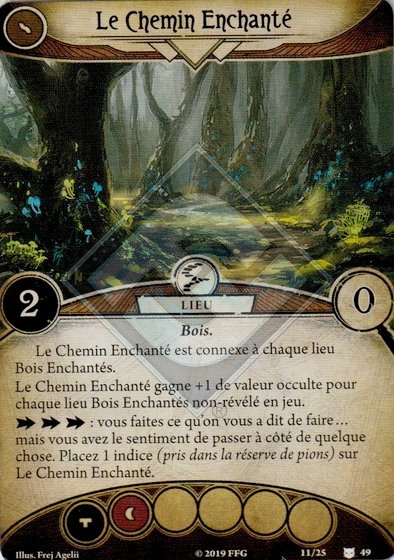 Le Chemin Enchanté
2
LIEU
0
Bois.
Le Chemin Enchanté est connexe à chaque lieu
Bois Enchantés.
Le Chemin Enchanté gagne +1 de valeur occulte pour
chaque lieu Bois Enchantés non-révélé en jeu.
: vous faites ce qu'on vous a dit de faire…
mais vous avez le sentiment de passer à côté de quelque
chose. Placez 1 indice (pris dans la réserve de pions) sur
Le Chemin Enchanté.
Illus. Frej Agelii
© 2019 FFG
11/25
49